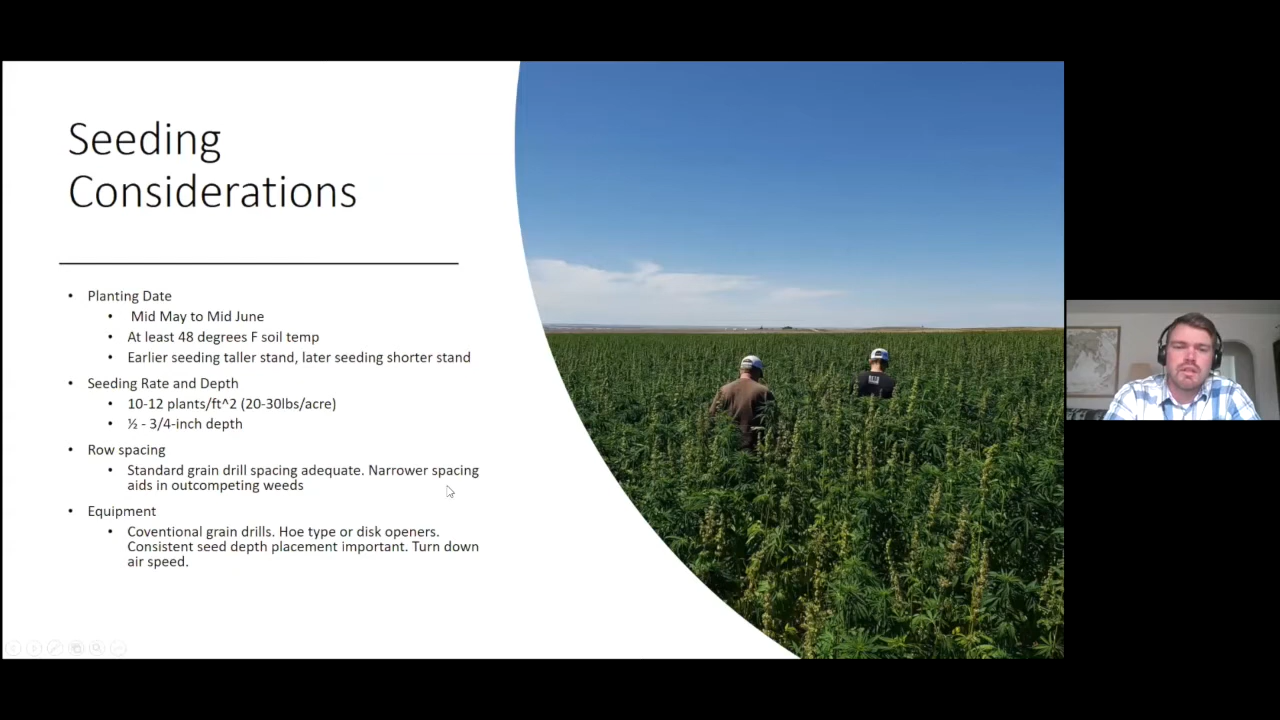 Seeding
Considerations
• Planting Date
• Mid May to Mid June
• At least 48 degrees F soil temp
• Earlier seeding taller stand, later seeding shorter stand
• Seeding Rate and Depth
• 10-12 plants/ft^2 (20-30lbs/acre)
• ½ - 3/4-inch depth
• Row spacing
• Standard grain drill spacing adequate. Narrower spacing
aids in outcompeting weeds
• Equipment
• Coventional grain drills. Hoe type or disk openers.
Consistent seed depth placement important. Turn down
air speed.